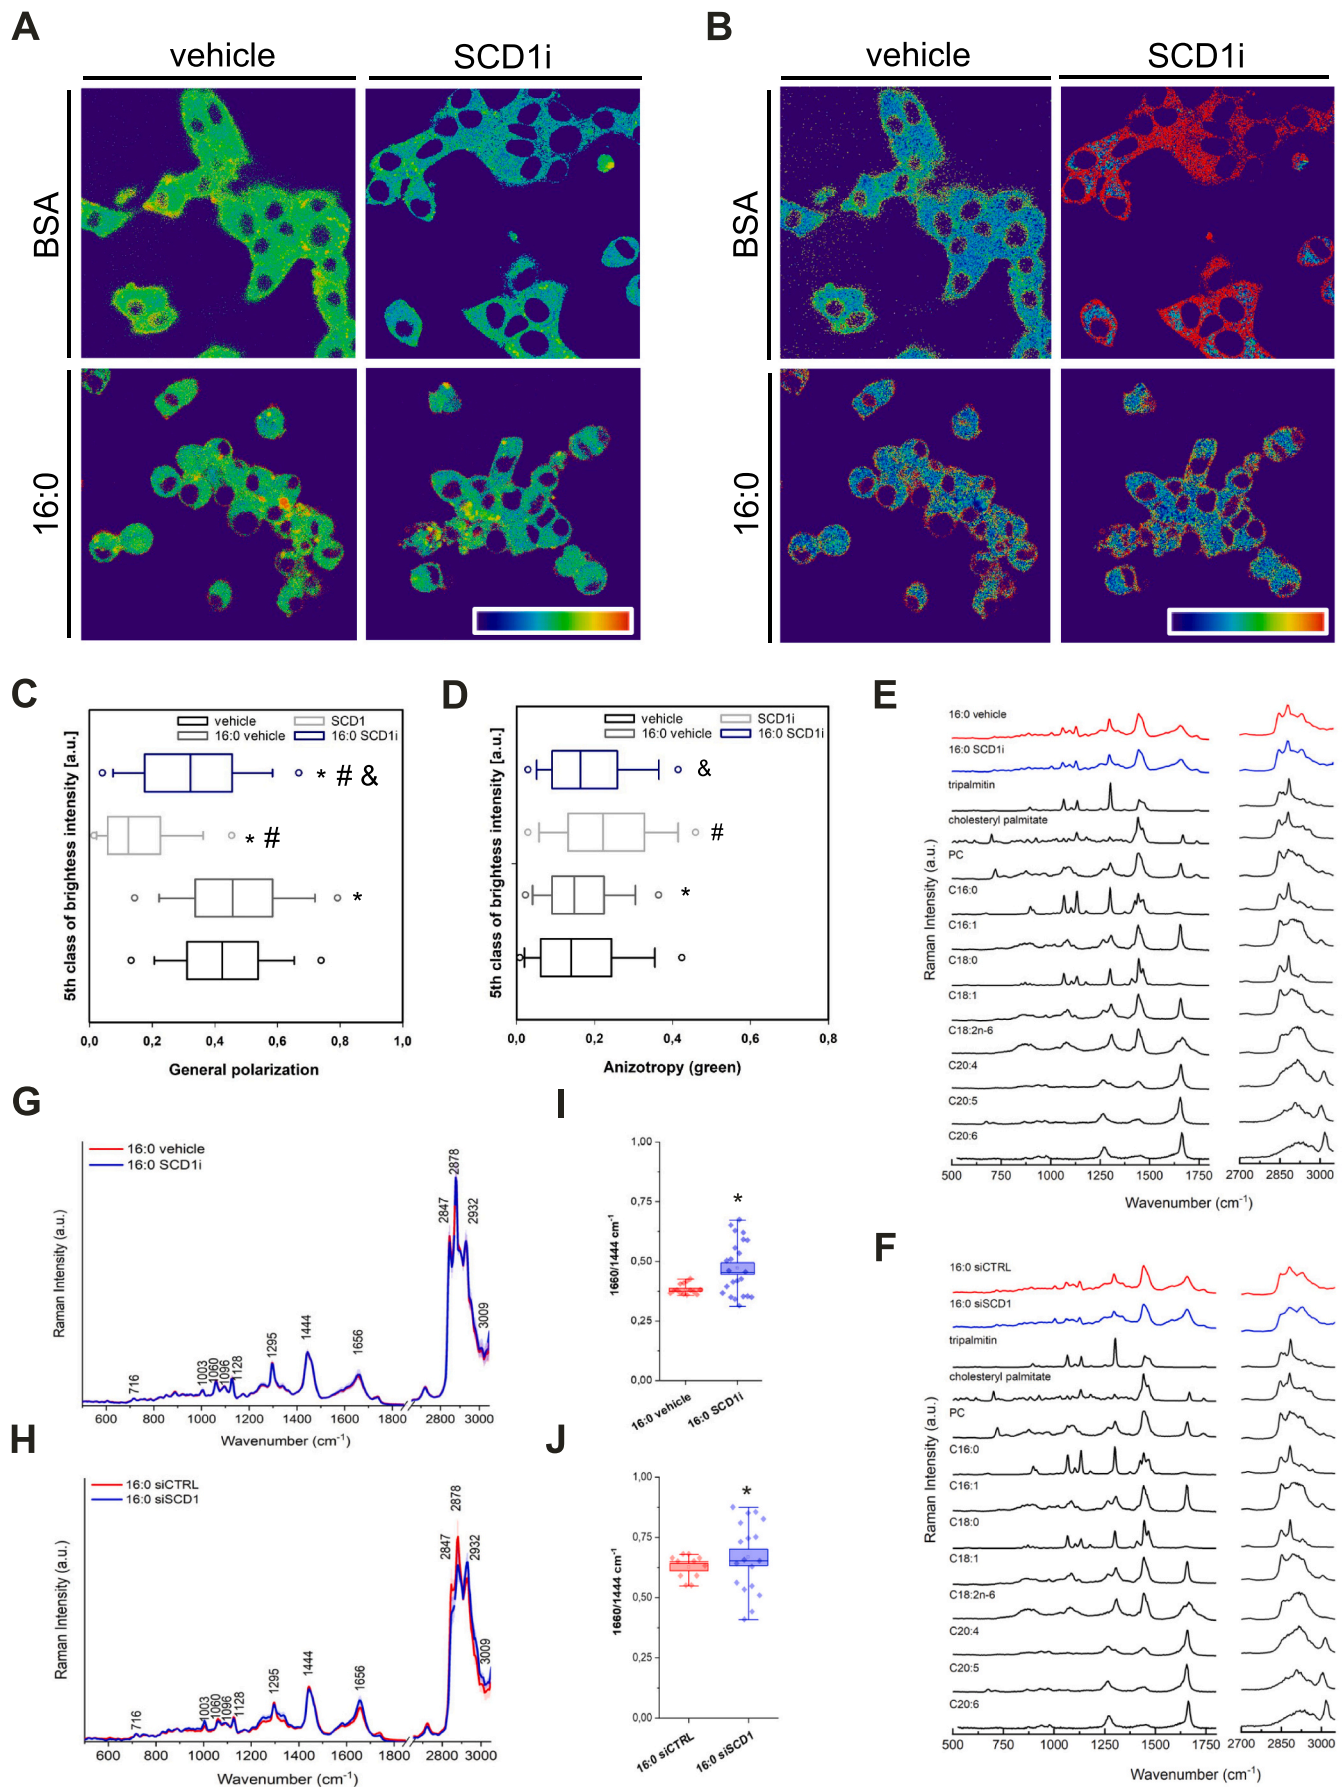 A
vehicle
SCD1i
BSA
16:0
B
vehicle
SCD1i
BSA
16:0
C
5th class of brightess intensity [a.u.]
vehicle
SCD1
16:0 vehicle
16:0 SCD1i
* # &
* #
*
0,0
0,2
0,4
0,6
0,8
1,0
General polarization
D
5th class of brightess intensity [a.u.]
vehicle
SCD1i
16:0 vehicle
16:0 SCD1i
&
#
*
0,0
0,2
0,4
0,6
0,8
Anizotropy (green)
E
Raman Intensity (a.u.)
16:0 vehicle
16:0 SCD1i
tripalmitin
cholesteryl palmitate
PC
C16:0
C16:1
C18:0
C18:1
C18:2n-6
C20:4
C20:5
C20:6
500 750 1000 1250 1500 1750 2700 2850 3000
Wavenumber (cm-1)
F
Raman Intensity (a.u.)
16:0 siCTRL
16:0 siSCD1
tripalmitin
cholesteryl palmitate
PC
C16:0
C16:1
C18:0
C18:1
C18:2n-6
C20:4
C20:5
C20:6
500 750 1000 1250 1500 1750 2700 2850 3000
Wavenumber (cm-1)
G
Raman Intensity (a.u.)
16:0 vehicle
16:0 SCD1i
716
1003
1060
1096
1128
1295
1444
1656
2847
2878
2932
3009
600 800 1000 1200 1400 1600 1800 2800 3000
Wavenumber (cm-1)
H
Raman Intensity (a.u.)
16:0 siCTRL
16:0 siSCD1
716
1003
1060
1096
1128
1295
1444
1656
2847
2878
2932
3009
600 800 1000 1200 1400 1600 1800 2800 3000
Wavenumber (cm-1)
I
1660/1444 cm-1
1,00
0,75
0,50
0,25
0,00
*
16:0 vehicle
16:0 SCD1i
J
1660/1444 cm-1
1,00
0,75
0,50
0,25
0,00
*
16:0 siCTRL
16:0 siSCD1